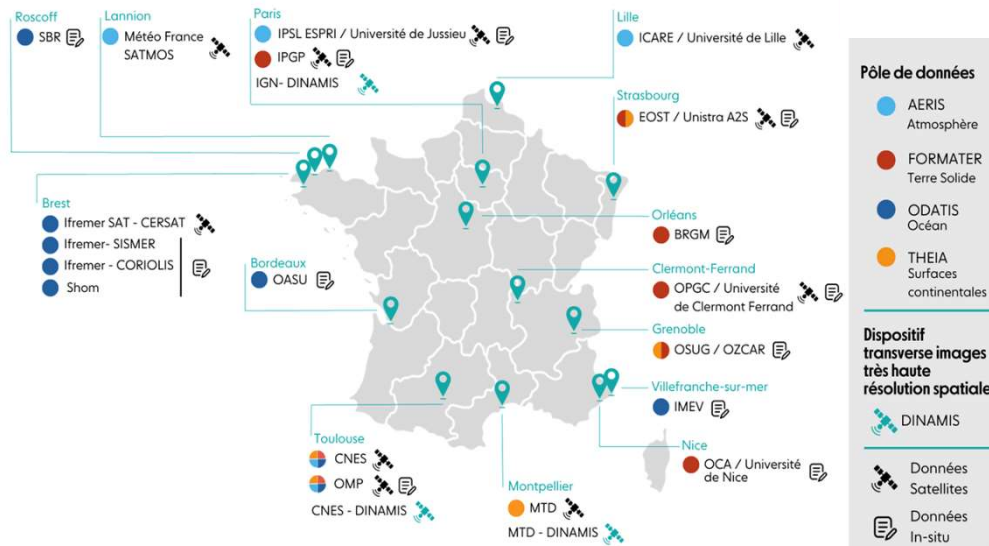 Roscoff
SBR
Lannion
Météo France
SATMOS
Paris
IPSL ESPRI / Université de Jussieu
IPGP
IGN- DINAMIS
Lille
ICARE / Université de Lille
Strasbourg
EOST / Unistra A2S
Brest
Ifremer SAT - CERSAT
Ifremer- SISMER
Ifremer - CORIOLIS
Shom
Bordeaux
OASU
Orléans
BRGM
Clermont-Ferrand
OPGC / Université
de Clermont Ferrand
Grenoble
OSUG / OZCAR
Villefranche-sur-mer
IMEV
Nice
OCA / Université
de Nice
Toulouse
CNES
OMP
CNES - DINAMIS
Montpellier
MTD
MTD - DINAMIS
Pôle de données
AERIS
Atmosphère
FORMATER
Terre Solide
ODATIS
Océan
THEIA
Surfaces
continentales
Dispositif
transverse images
très haute
résolution spatiale
DINAMIS
Données
Satellites
Données
In-situ